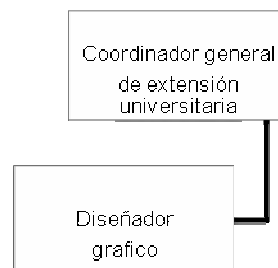 Coordinador general
de extensión
universitaria
Diseñador
grafico